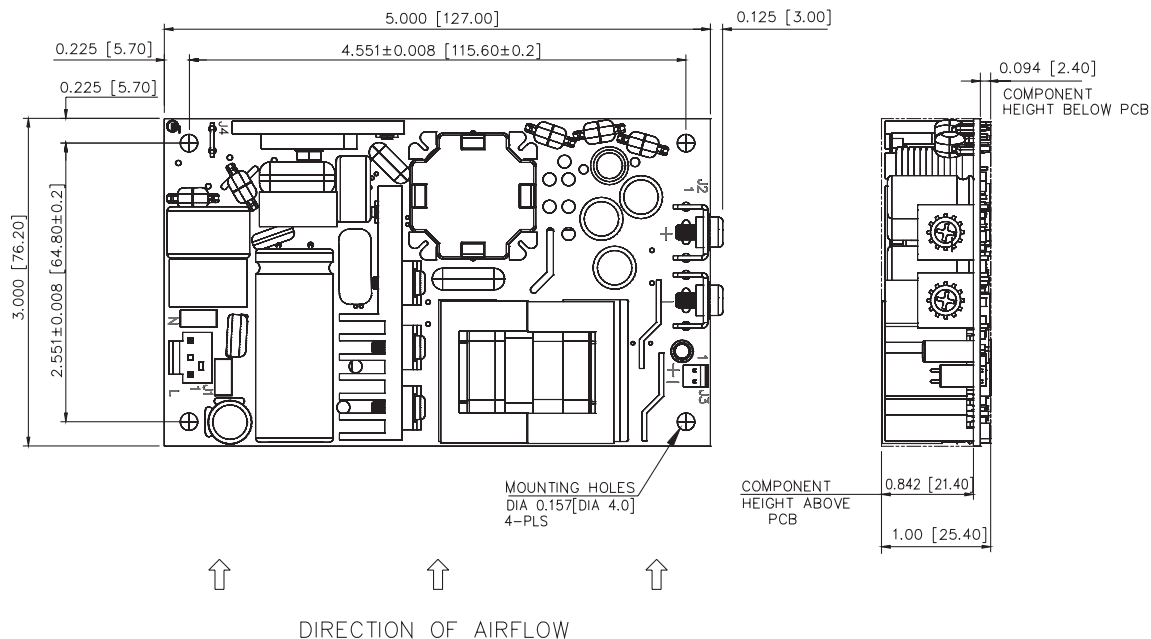 5.000 [127.00]
0.125 [3.00]
0.225 [5.70]
4.551±0.008 [115.60±0.2]
0.225 [5.70]
0.094 [2.40]
COMPONENT
HEIGHT BELOW PCB
J4
J2
1
+
3.000 [76.20]
2.551±0.008 [64.80±0.2]
−
N
L
J1
1
1
+
−
J3
MOUNTING HOLES
DIA 0.157[DIA 4.0]
4-PLS
COMPONENT
HEIGHT ABOVE
PCB
0.842 [21.40]
1.00 [25.40]
DIRECTION OF AIRFLOW